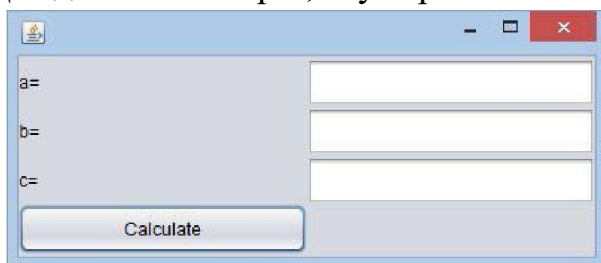 a=
b=
c=
Calculate